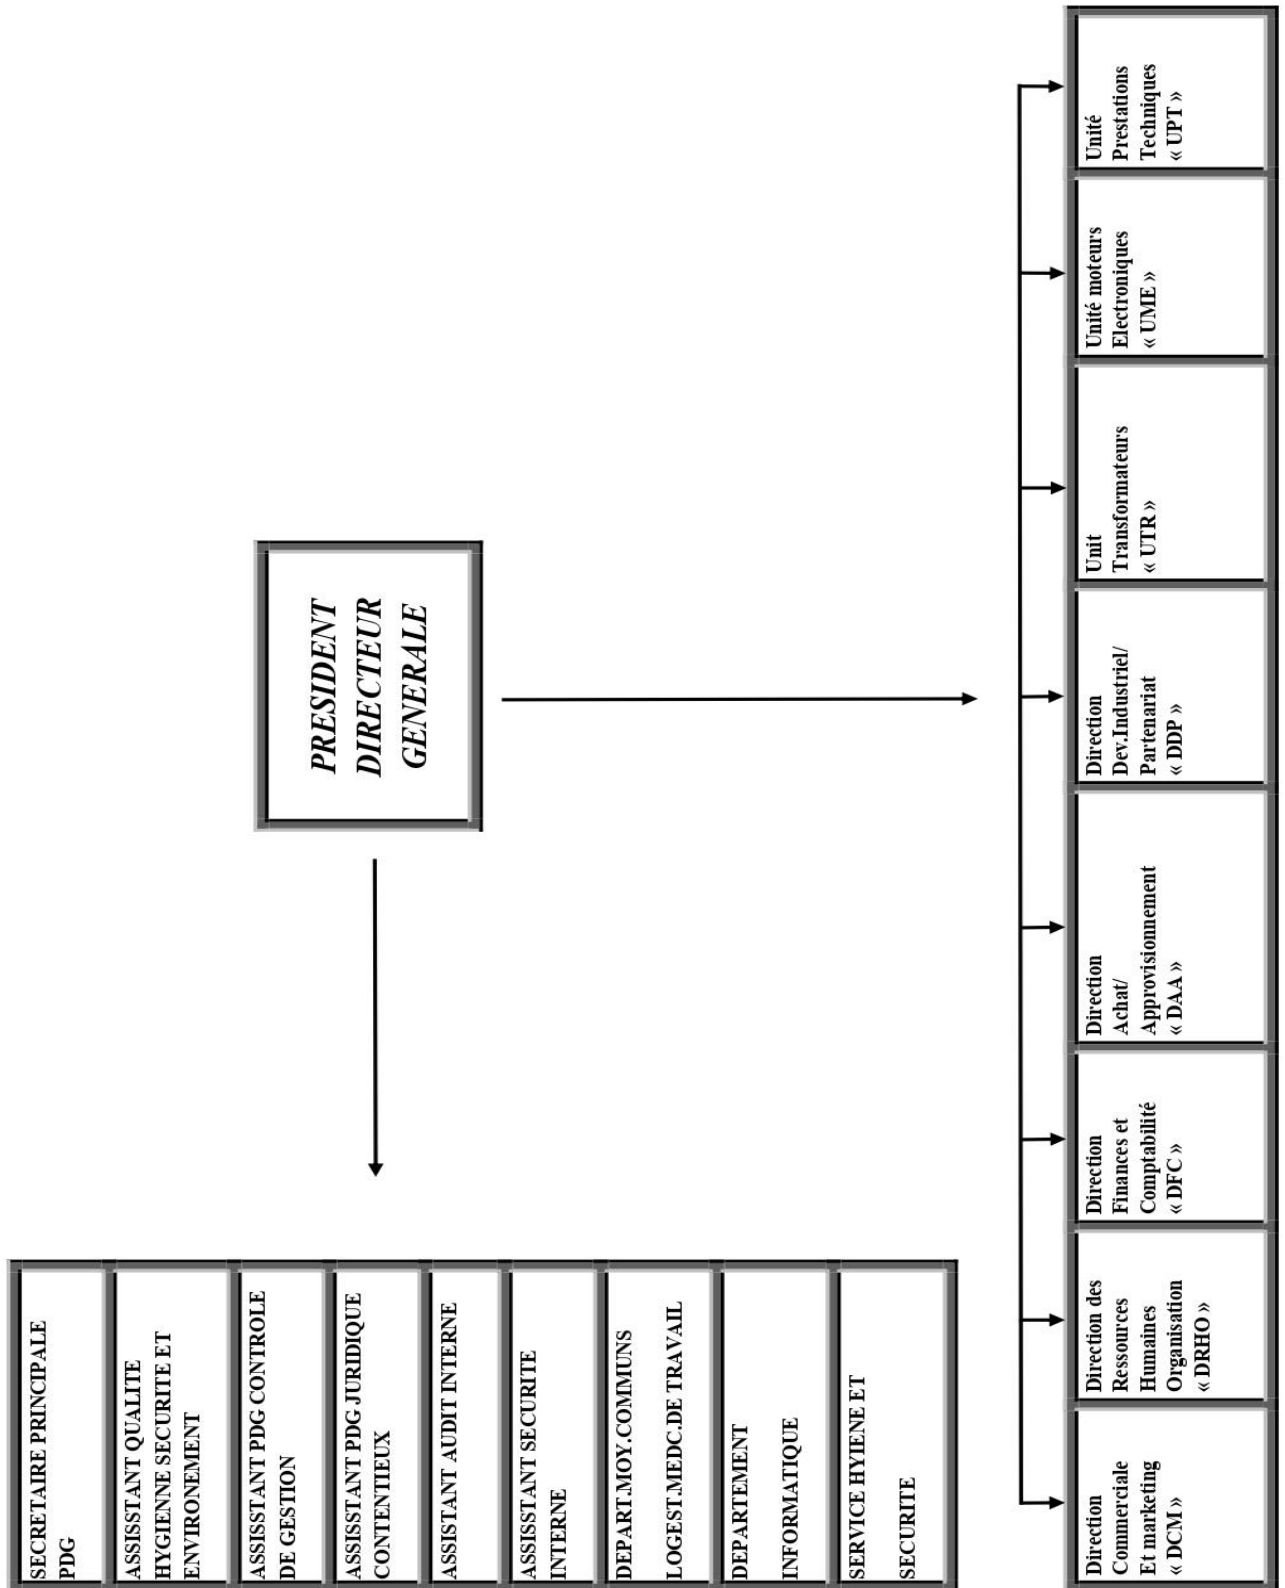 PRESIDENT
DIRECTEUR
GENERALE
SECRETAIRE PRINCIPALE
PDG
ASSISSTANT QUALITE
HYGIENNE SECURITE ET
ENVIRONEMENT
ASSISSTANT PDG CONTROLE
DE GESTION
ASSISSTANT PDG JURIDIQUE
CONTENTIEUX
ASSISTANT AUDIT INTERNE
ASSISSTANT SECURITE
INTERNE
DEPART.MOY.COMMUNS
LOGEST.MEDC.DE TRAVAIL
DEPARTEMENT
INFORMATIQUE
SERVICE HYIENE ET
SECURITE
Direction
Commerciale
Et marketing
« DCM »
Direction des
Ressources
Humaines
Organisation
« DRHO »
Direction
Finances et
Comptabilité
« DFC »
Direction
Achat/
Approvisionnement
« DAA »
Direction
Dev.Industriel/
Partenariat
« DDP »
Unit
Transformateurs
« UTR »
Unité moteurs
Electroniques
« UME »
Unité
Prestations
Techniques
« UPT »